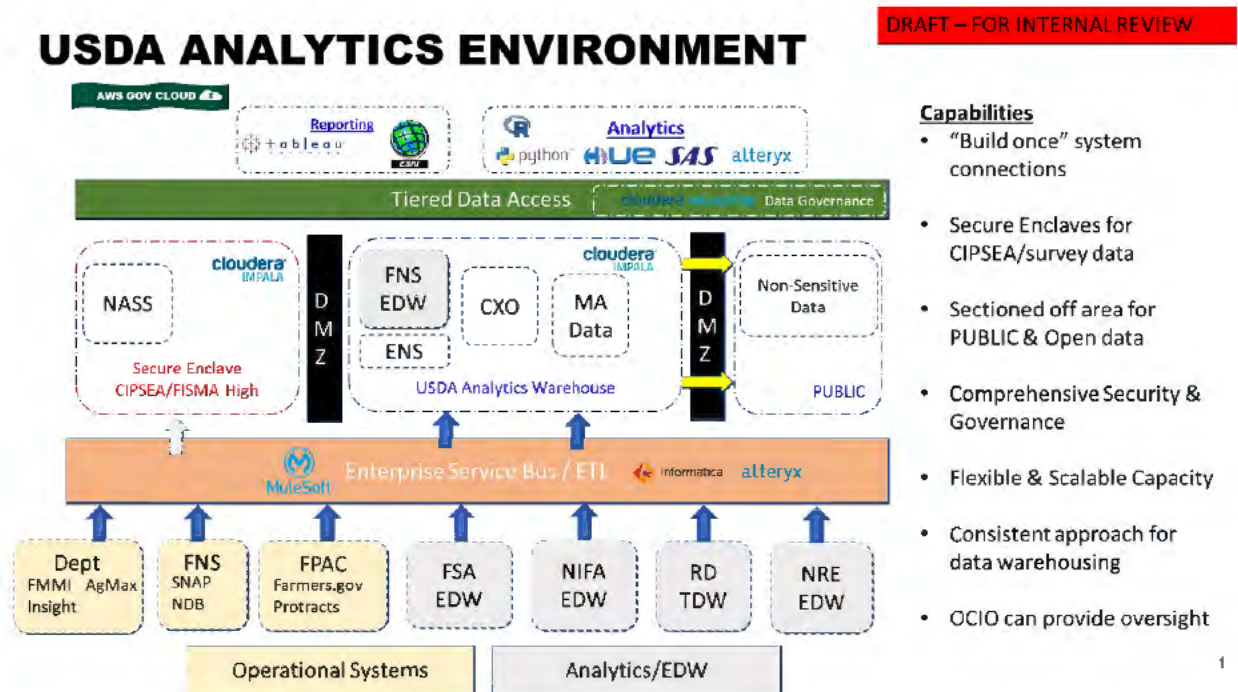 DRAFT – FOR INTERNAL REVIEW
USDA ANALYTICS ENVIRONMENT
AWS GOV CLOUD
Reporting
+ a b l e a u
esri
R
Analytics
python
HUE
SAS
alteryx
Tiered Data Access
cloudera NAVIGATOR Data Governance
NASS
cloudera
IMPALA
Secure Enclave
CIPSEA/FISMA High
D
M
Z
FNS
EDW
ENS
CXO
cloudera
IMPALA
MA
Data
USDA Analytics Warehouse
D
M
Z
Non-Sensitive
Data
PUBLIC
MuleSoft
Enterprise Service Bus / ETL
Informatica
alteryx
Dept
FMMI AgMax
Insight
FNS
SNAP
NDB
FPAC
Farmers.gov
Protracts
FSA
EDW
NIFA
EDW
RD
TDW
NRE
EDW
Operational Systems
Analytics/EDW
Capabilities
• “Build once” system
connections
• Secure Enclaves for
CIPSEA/survey data
• Sectioned off area for
PUBLIC & Open data
• Comprehensive Security &
Governance
• Flexible & Scalable Capacity
• Consistent approach for
data warehousing
• OCIO can provide oversight
1